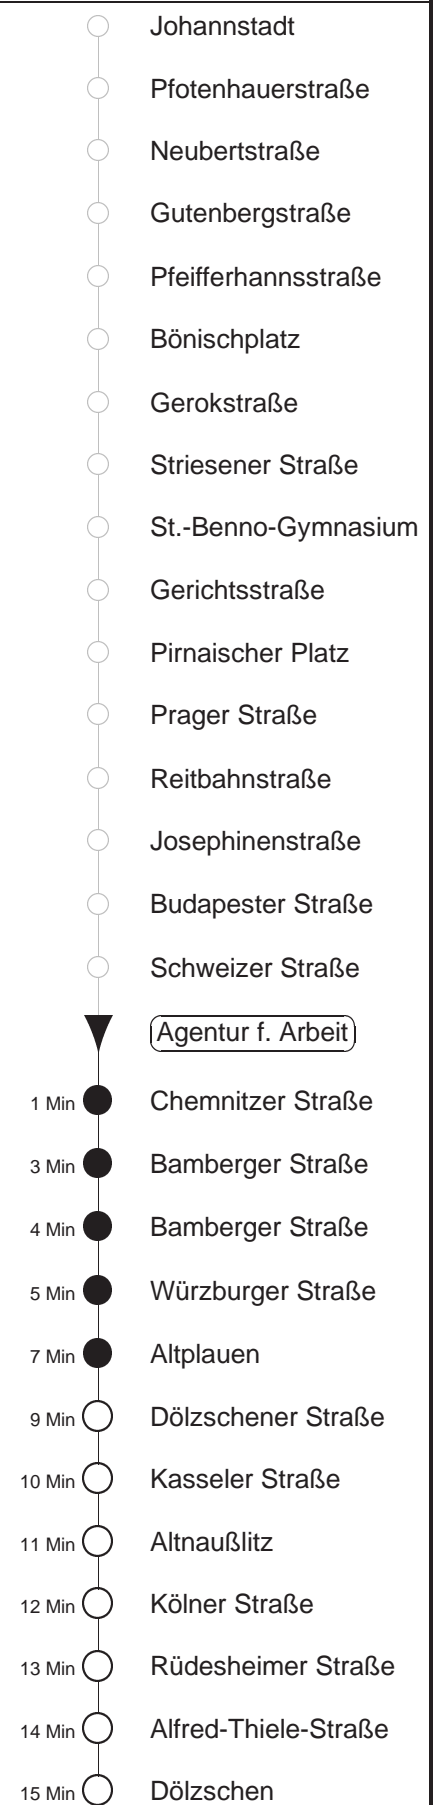 Johannstadt
Pfotenhauerstraße
Neubertstraße
Gutenbergstraße
Pfeifferhannsstraße
Bönischplatz
Gerokstraße
Striesener Straße
St.-Benno-Gymnasium
Gerichtsstraße
Pirnaischer Platz
Prager Straße
Reitbahnstraße
Josephinenstraße
Budapester Straße
Schweizer Straße
Agentur f. Arbeit
1 Min Chemnitzer Straße
3 Min Bamberger Straße
4 Min Bamberger Straße
5 Min Würzburger Straße
7 Min Altplauen
9 Min Dölzschener Straße
10 Min Kasseler Straße
11 Min Altnaußlitz
12 Min Kölner Straße
13 Min Rüdesheimer Straße
14 Min Alfred-Thiele-Straße
15 Min Dölzschen